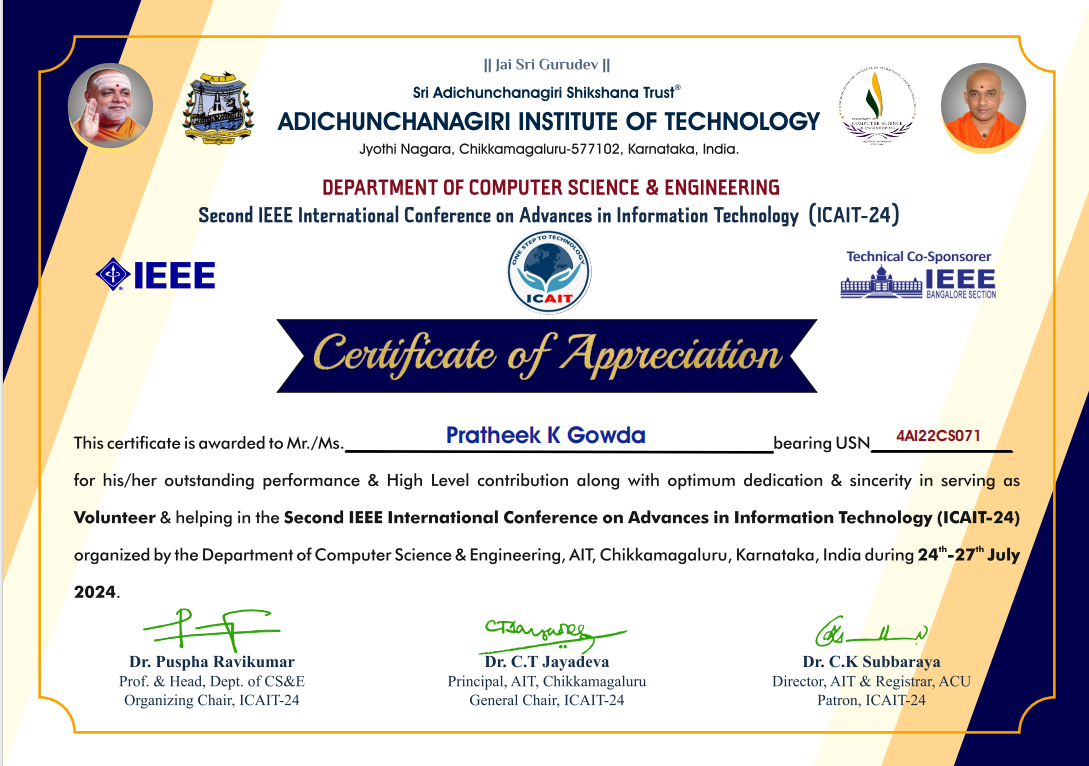 || Jai Sri Gurudev ||
Sri Adichunchanagiri Shikshana Trust®
ADICHUNCHANAGIRI INSTITUTE OF TECHNOLOGY
Jyothi Nagara, Chikkamagaluru-577102, Karnataka, India.
COMPUTER SCIENCE
& ENGINEERING
DEPARTMENT OF COMPUTER SCIENCE & ENGINEERING
Second IEEE International Conference on Advances in Information Technology (ICAIT-24)
IEEE
ONE STEP TO TECHNOLOGY
ICAIT
Technical Co-Sponsorer
IEEE
BANGALORE SECTION
Certificate of Appreciation
This certificate is awarded to Mr./Ms. Pratheek K Gowda bearing USN 4AI22CS071
for his/her outstanding performance & High Level contribution along with optimum dedication & sincerity in serving as
Volunteer & helping in the Second IEEE International Conference on Advances in Information Technology (ICAIT-24)
organized by the Department of Computer Science & Engineering, AIT, Chikkamagaluru, Karnataka, India during 24th-27th July
2024.
Dr. Puspha Ravikumar
Prof. & Head, Dept. of CS&E
Organizing Chair, ICAIT-24
Dr. C.T Jayadeva
Principal, AIT, Chikkamagaluru
General Chair, ICAIT-24
Dr. C.K Subbaraya
Director, AIT & Registrar, ACU
Patron, ICAIT-24